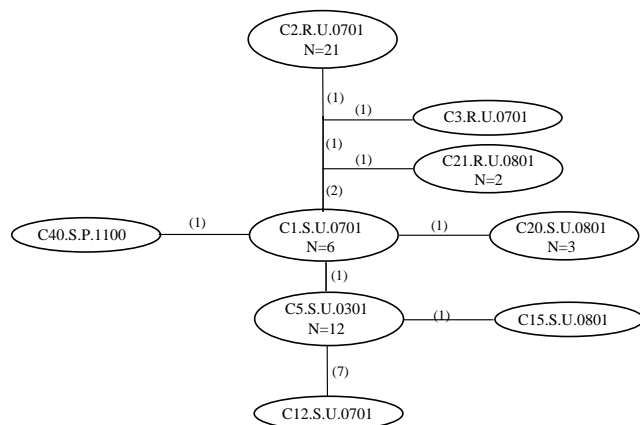 C2.R.U.0701
N=21
(1)
(1)
C3.R.U.0701
(1)
(1)
C21.R.U.0801
N=2
(2)
C40.S.P.1100
(1)
C1.S.U.0701
N=6
(1)
C20.S.U.0801
N=3
(1)
C5.S.U.0301
N=12
(1)
C15.S.U.0801
(7)
C12.S.U.0701